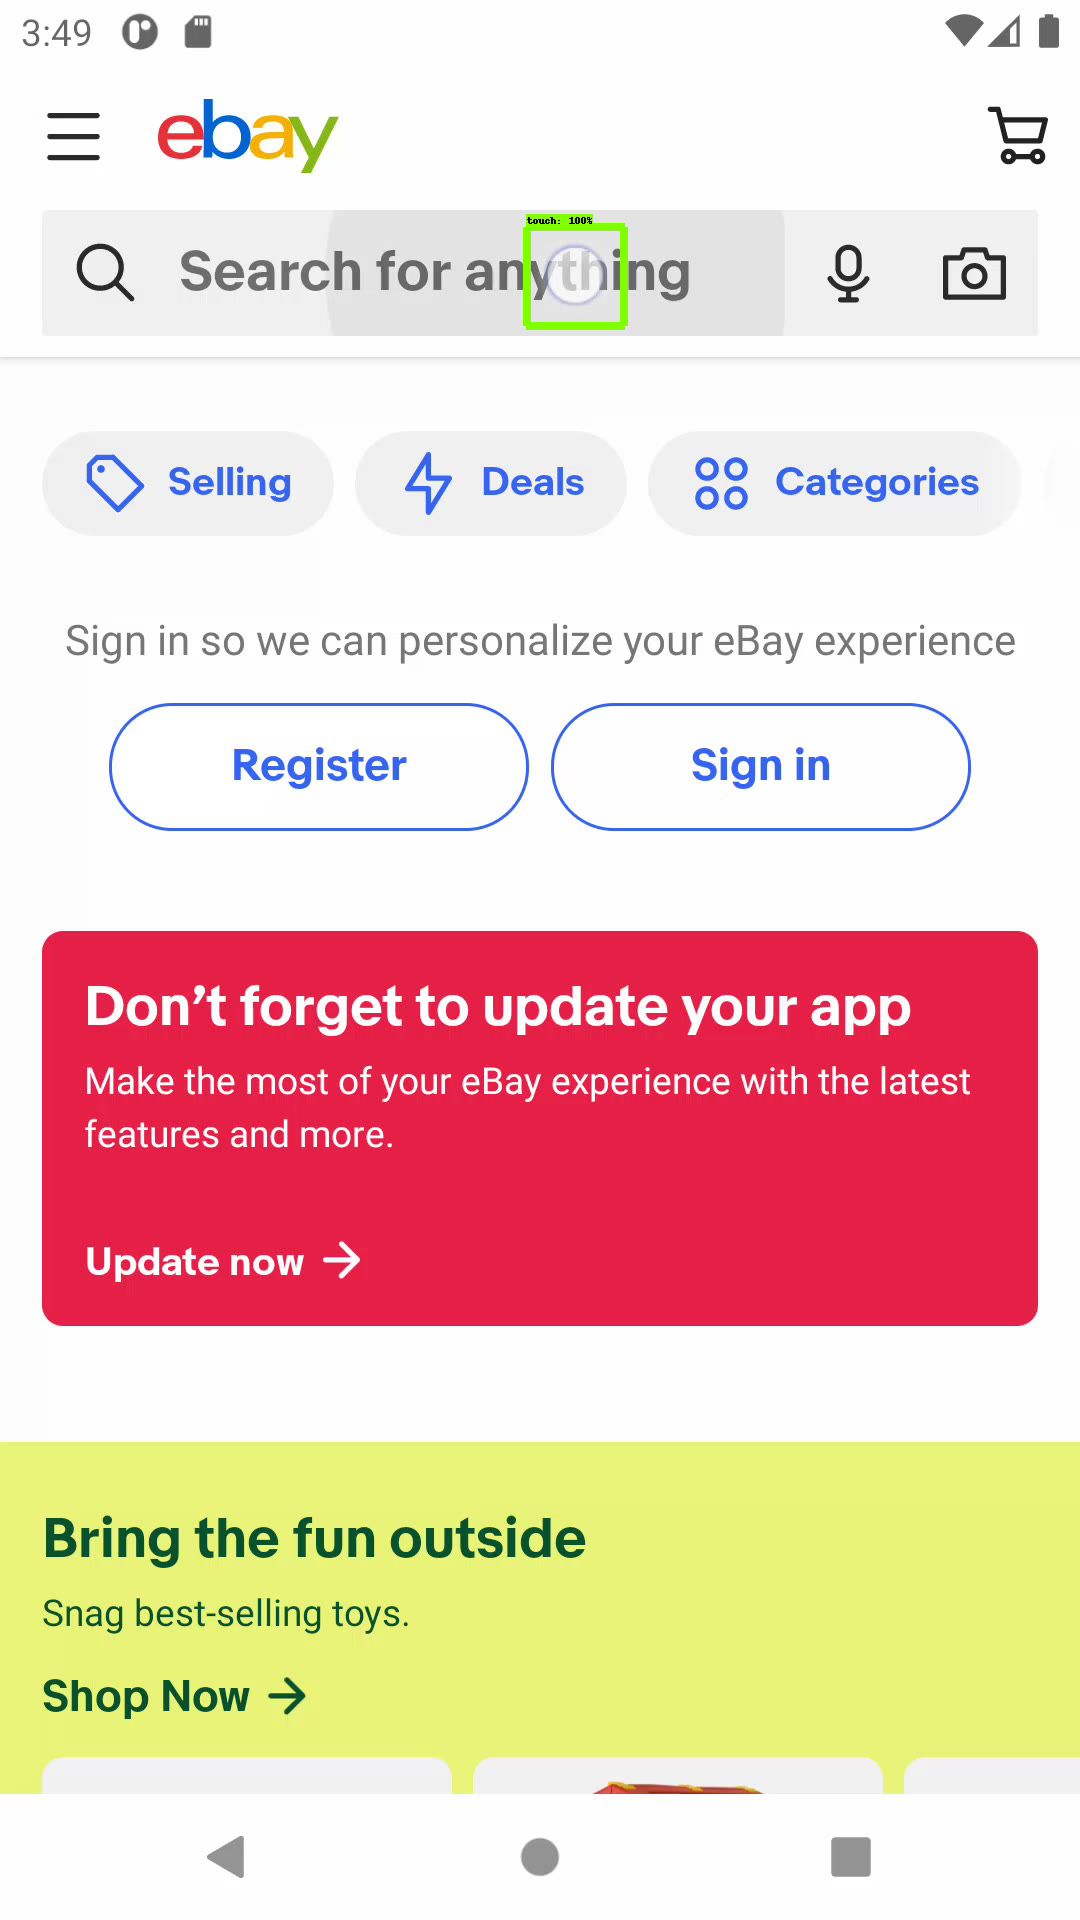 3:49
ebay
touch: 100%
Search for anything
Selling
Deals
Categories
Sign in so we can personalize your eBay experience
Register
Sign in
Don't forget to update your app
Make the most of your eBay experience with the latest
features and more.
Update now
Bring the fun outside
Snag best-selling toys.
Shop Now